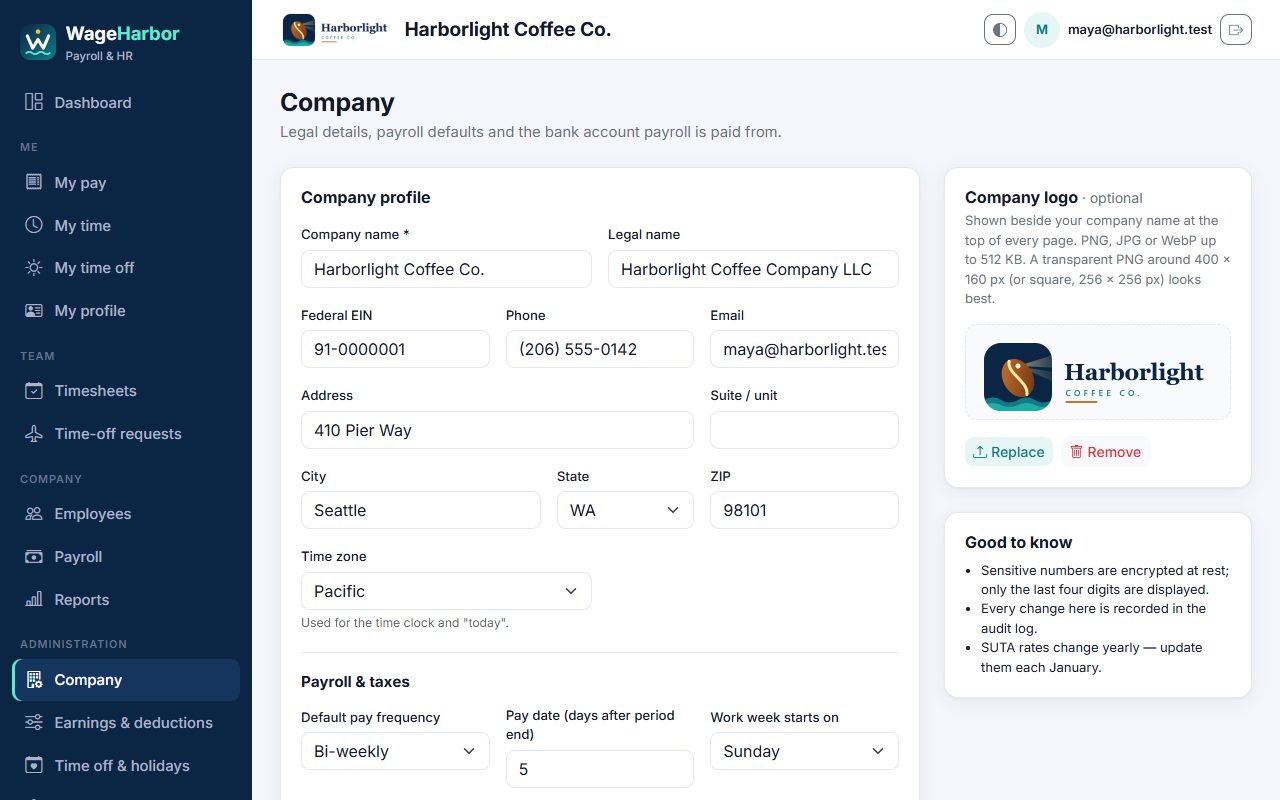 WageHarbor
Payroll & HR
Dashboard
ME
My pay
My time
My time off
My profile
TEAM
Timesheets
Time-off requests
COMPANY
Employees
Payroll
Reports
ADMINISTRATION
Company
Earnings & deductions
Time off & holidays
Harborlight
COFFEE CO.
Harborlight Coffee Co.
M
maya@harborlight.test
Company
Legal details, payroll defaults and the bank account payroll is paid from.
Company profile
Company name *
Legal name
Harborlight Coffee Co.
Harborlight Coffee Company LLC
Federal EIN
Phone
Email
91-0000001
(206) 555-0142
maya@harborlight.tes
Address
Suite / unit
410 Pier Way
City
State
ZIP
Seattle
WA
98101
Time zone
Pacific
Used for the time clock and "today".
Payroll & taxes
Default pay frequency
Pay date (days after period
end)
Work week starts on
Bi-weekly
5
Sunday
Company logo · optional
Shown beside your company name at the
top of every page. PNG, JPG or WebP up
to 512 KB. A transparent PNG around 400 ×
160 px (or square, 256 × 256 px) looks
best.
Harborlight
COFFEE CO.
Replace
Remove
Good to know
• Sensitive numbers are encrypted at rest;
only the last four digits are displayed.
• Every change here is recorded in the
audit log.
• SUTA rates change yearly — update
them each January.